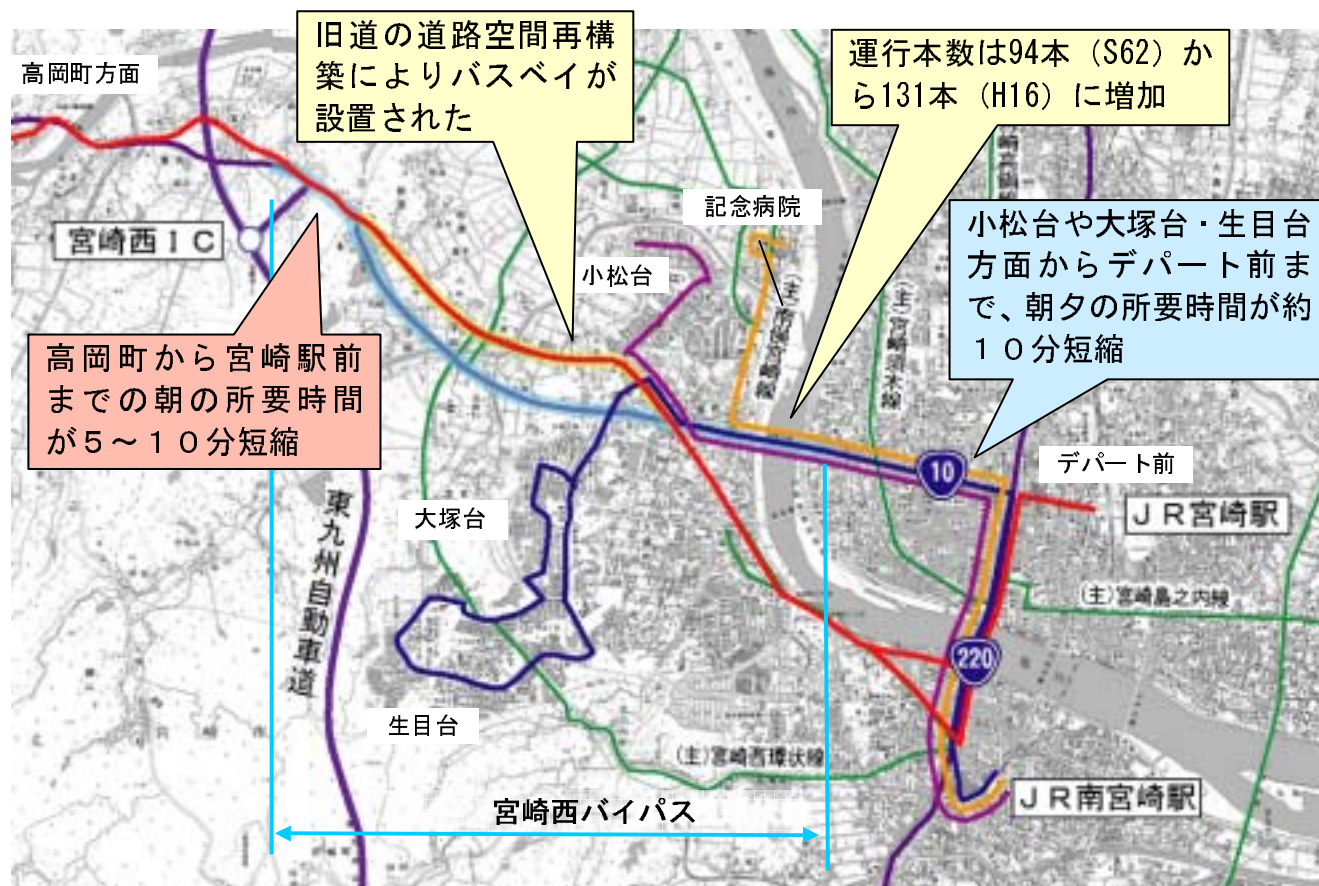 旧道の道路空間再構
築によりバスベイが
設置された
運行本数は94本（S62）か
ら131本（H16）に増加
高岡町方面
記念病院
小松台や大塚台・生目台
方面からデパート前ま
で、朝夕の所要時間が約
１０分短縮
宮崎西ＩＣ
小松台
(主)南俣宮崎線
(主)宮崎須木線
高岡町から宮崎駅前
までの朝の所要時間
が５～１０分短縮
10
デパート前
ＪＲ宮崎駅
大塚台
東九州自動車道
(主)宮崎島之内線
220
生目台
(主)宮崎西環状線
ＪＲ南宮崎駅
宮崎西バイパス